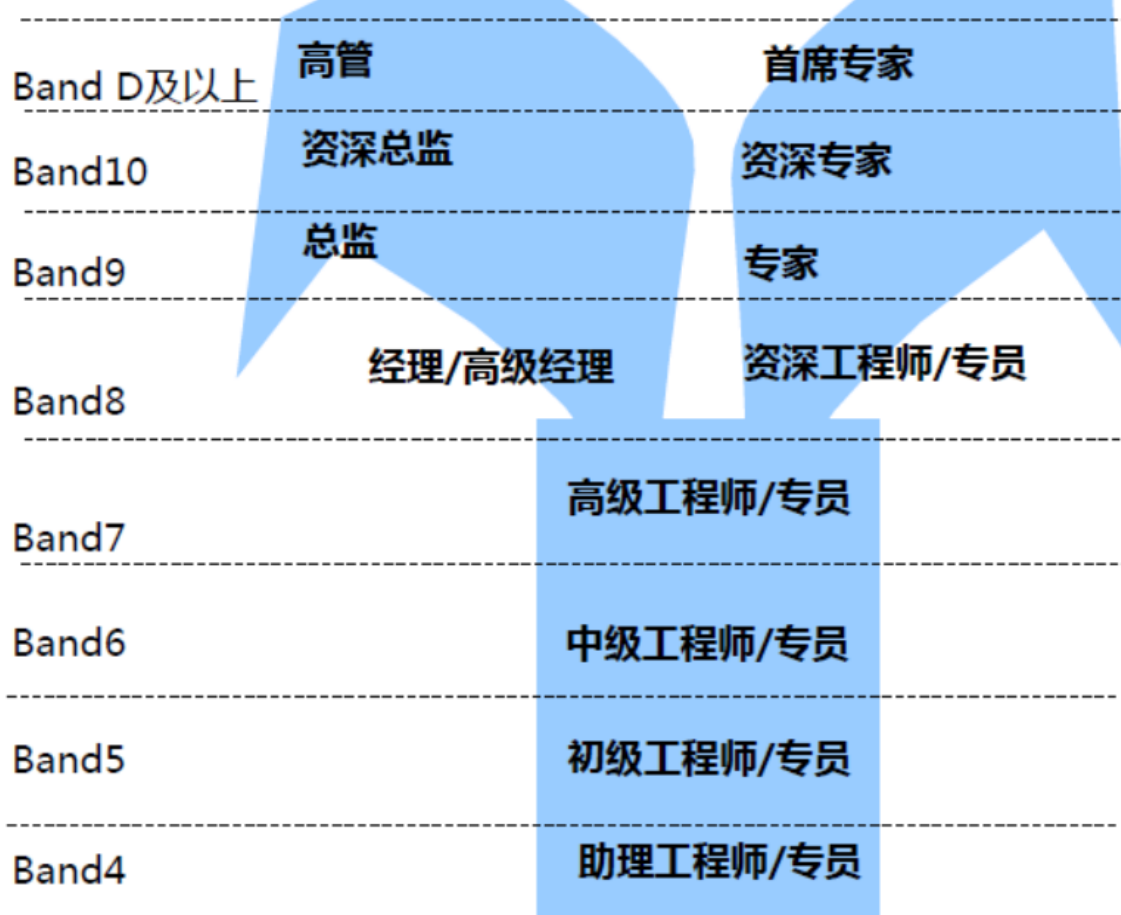 Band D及以上
高管
首席专家
Band10
资深总监
资深专家
Band9
总监
专家
Band8
经理/高级经理
资深工程师/专员
Band7
高级工程师/专员
Band6
中级工程师/专员
Band5
初级工程师/专员
Band4
助理工程师/专员